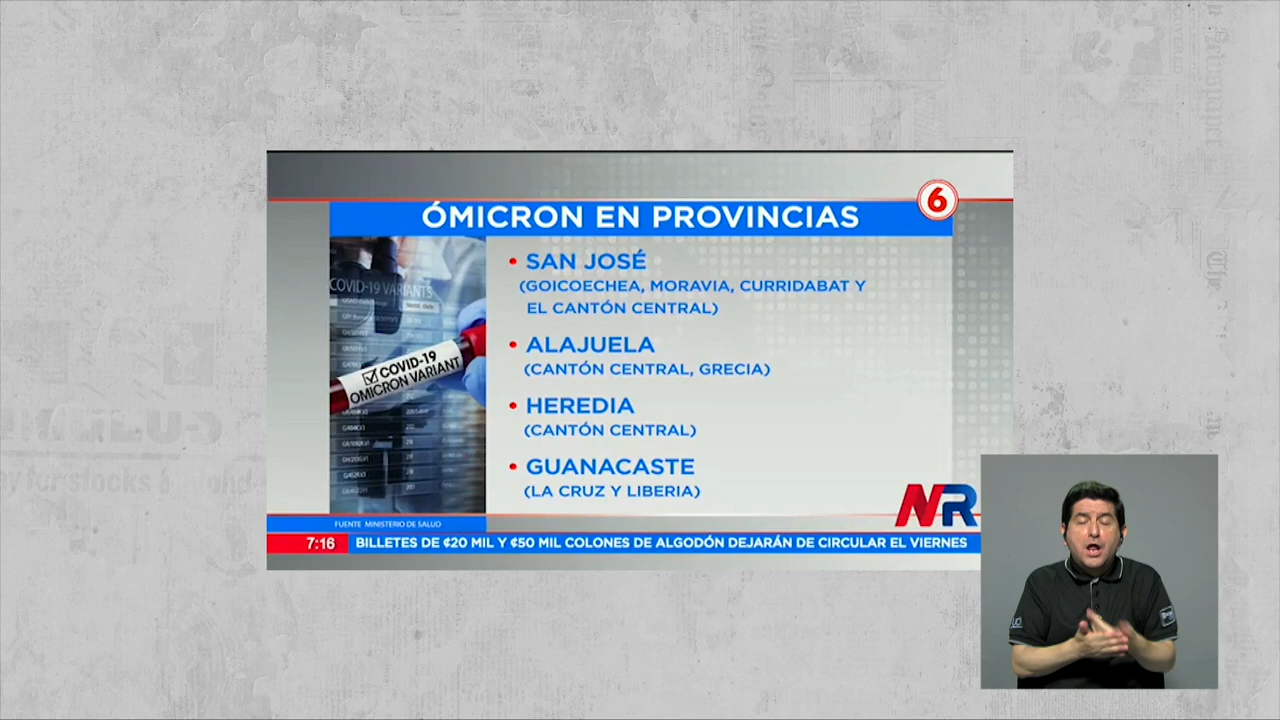 ÓMICRON EN PROVINCIAS
6
• SAN JOSÉ
(GOICOECHEA, MORAVIA, CURRIDABAT Y
EL CANTÓN CENTRAL)
• ALAJUELA
(CANTÓN CENTRAL, GRECIA)
• HEREDIA
(CANTÓN CENTRAL)
• GUANACASTE
(LA CRUZ Y LIBERIA)
COVID-19 VARIANTS
COVID-19
OMICRON VARIANT
NR
FUENTE MINISTERIO DE SALUD
7:16
BILLETES DE ₡20 MIL Y ₡50 MIL COLONES DE ALGODÓN DEJARÁN DE CIRCULAR EL VIERNES